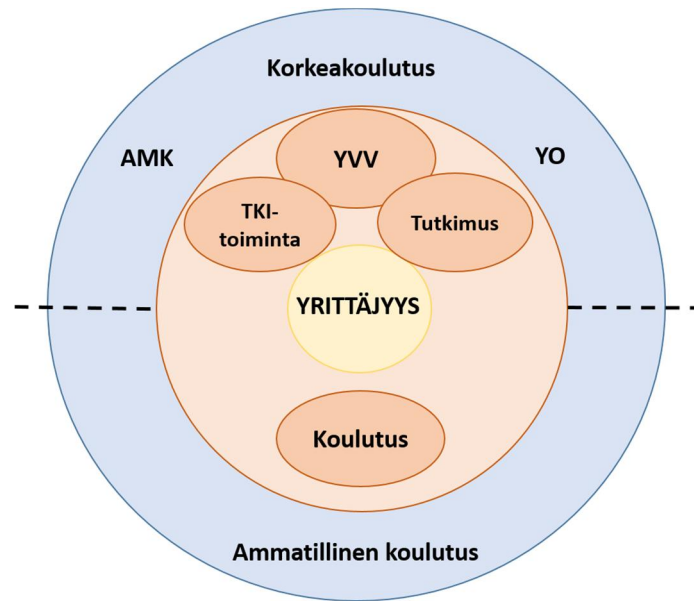 Korkeakoulutus
AMK
YVV
YO
TKI-
toiminta
Tutkimus
YRITTÄJYYS
Koulutus
Ammatillinen koulutus